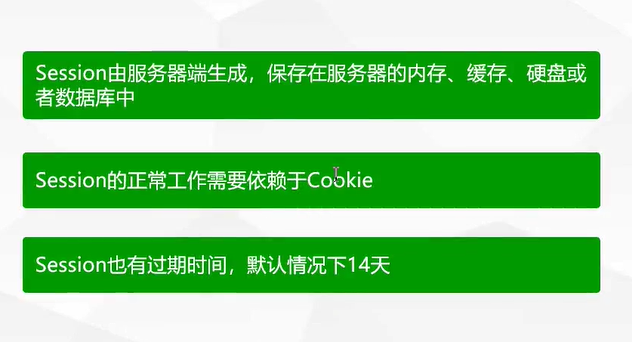 Session由服务器端生成，保存在服务器的内存、缓存、硬盘或
者数据库中
Session的正常工作需要依赖于Cookie
Session也有过期时间，默认情况下14天